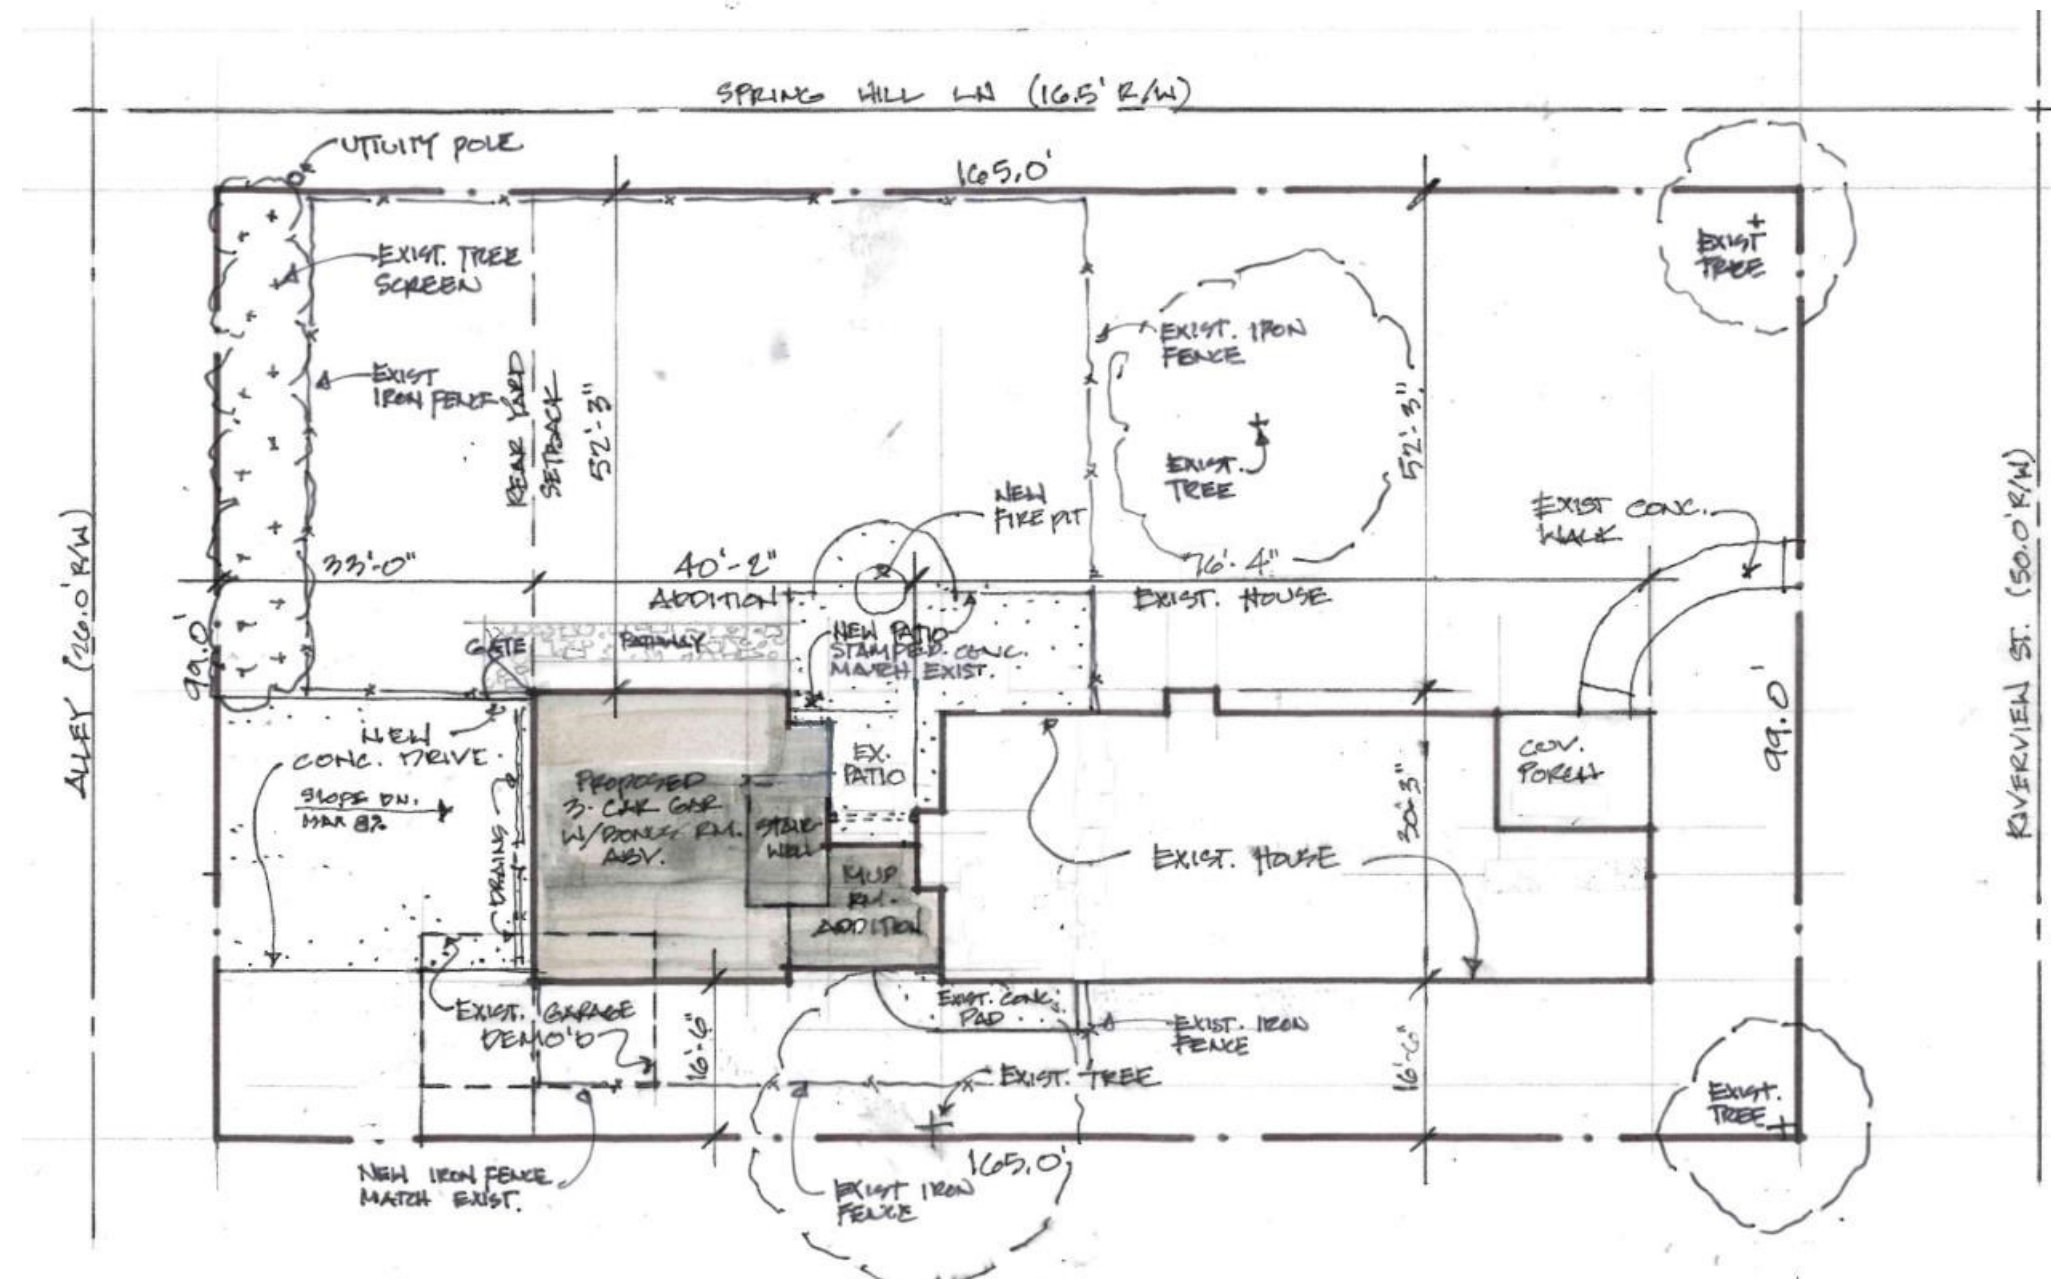 SPRING HILL LN (16.5' R/W)
UTILITY POLE
165.0'
EXIST. TREE
SCREEN
EXIST
TREE
EXIST. IRON
FENCE
EXIST
IRON FENCE
REAR YARD
SETBACK
52'-3"
EXIST.
TREE
52'-3"
NEW
FIRE PIT
EXIST CONC.
WALK
ALLEY (26.0' R/W)
RIVERVIEW ST. (50.0' R/W)
33'-0"
40'-2"
ADDITION
76'-4"
EXIST. HOUSE
99.0'
GATE
PATHWAY
NEW PATIO
STAMPED CONC.
MATCH EXIST.
99.0'
NEW
CONC. DRIVE
SLOPE DN.
MAX 8%
DRAINS
PROPOSED
3-CAR GAR
W/BONUS RM.
ABV.
STAIR-
WELL
EX.
PATIO
MUD
RM.
ADDITION
COV.
PORCH
30'-3"
EXIST. HOUSE
EXIST. GARAGE
DEMO'D
16'-6"
EXIST. CONC.
PAD
EXIST. IRON
FENCE
EXIST. TREE
16'-6"
EXIST.
TREE
165.0'
NEW IRON FENCE
MATCH EXIST.
EXIST IRON
FENCE